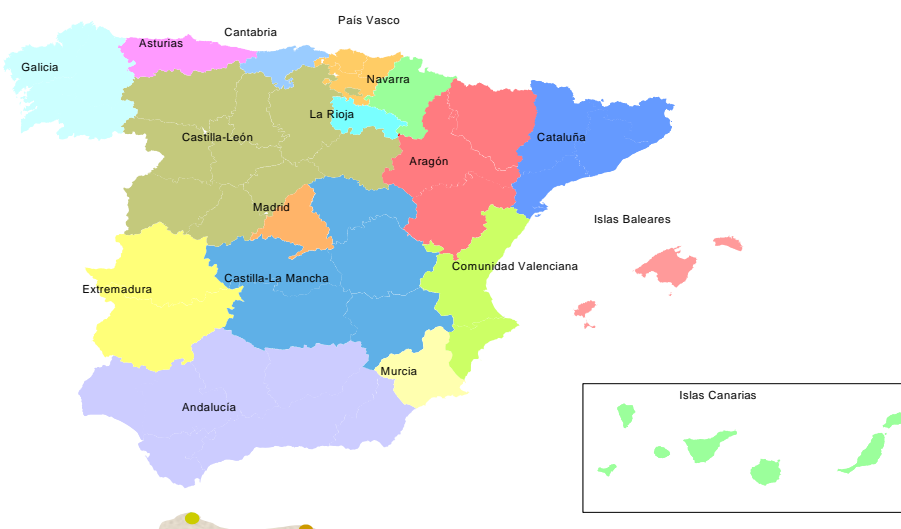 País Vasco
Cantabria
Asturias
Galicia
Navarra
La Rioja
Castilla-León
Cataluña
Aragón
Madrid
Islas Baleares
Comunidad Valenciana
Castilla-La Mancha
Extremadura
Murcia
Islas Canarias
Andalucía